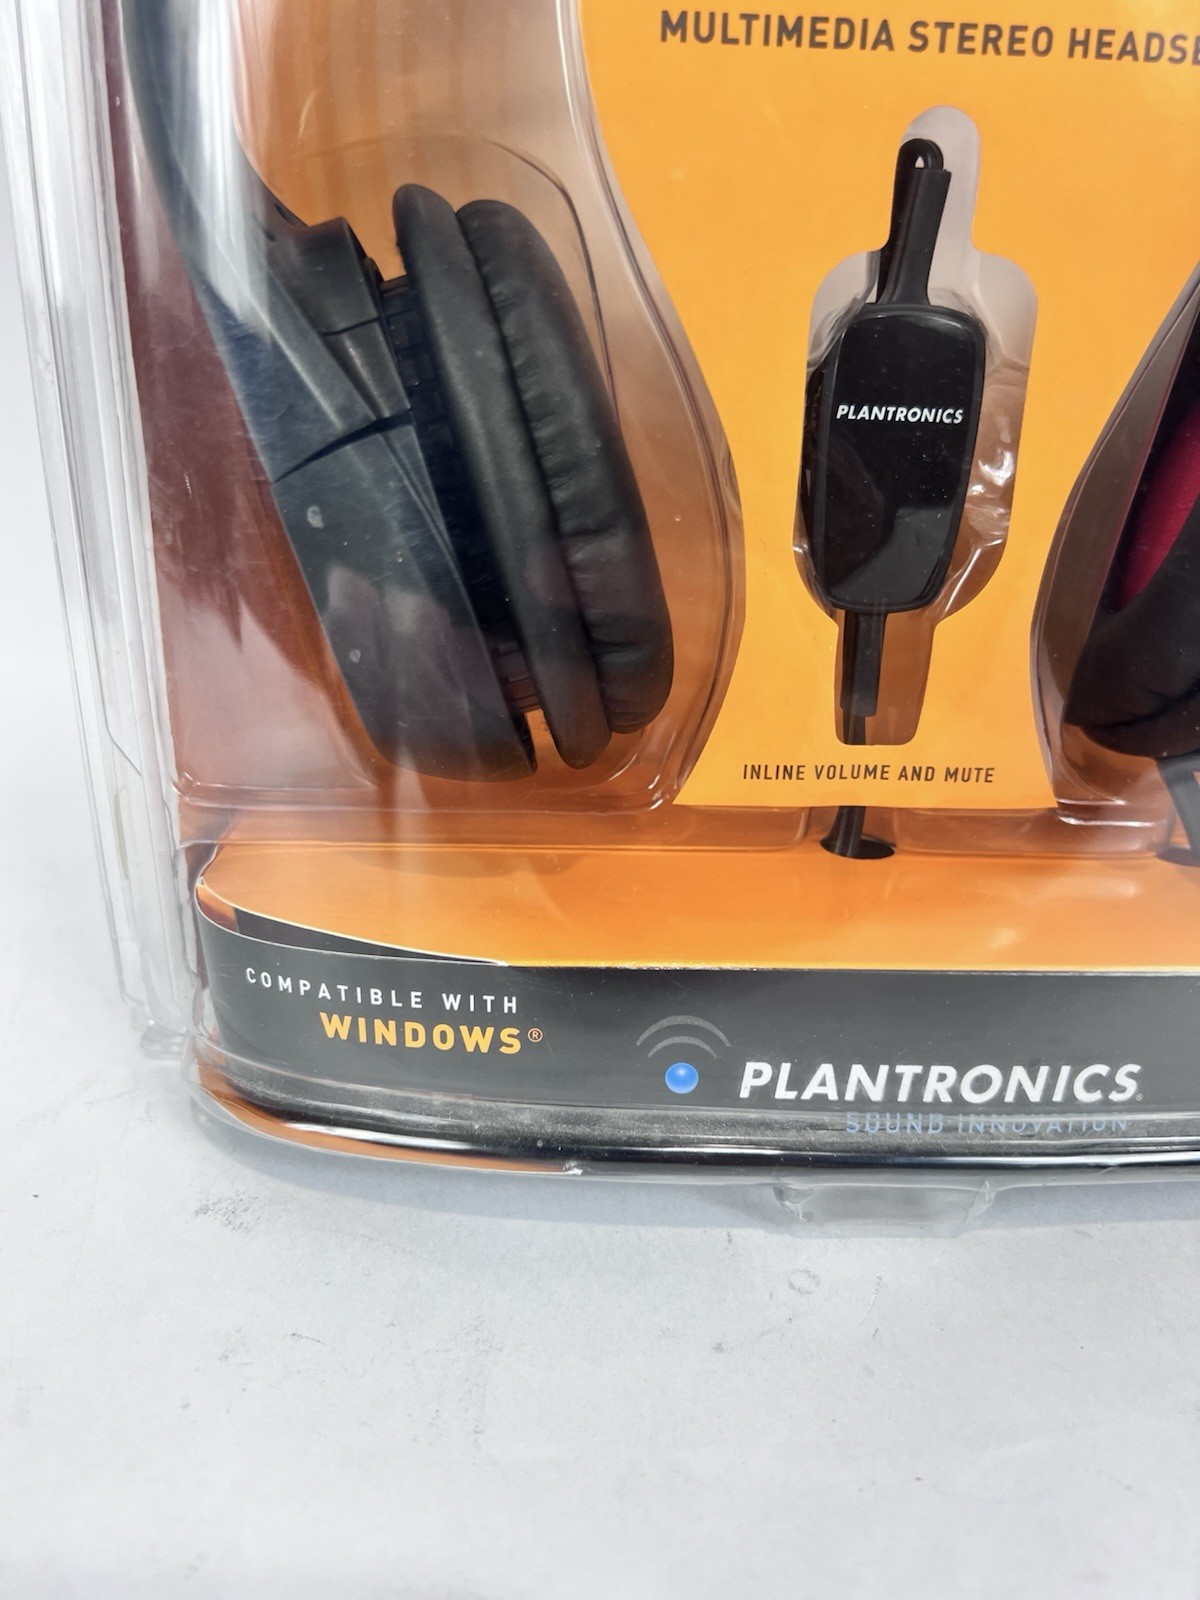 MULTIMEDIA STEREO HEADSE
PLANTRONICS
INLINE VOLUME AND MUTE
COMPATIBLE WITH
WINDOWS®
PLANTRONICS
SOUND INNOVATION